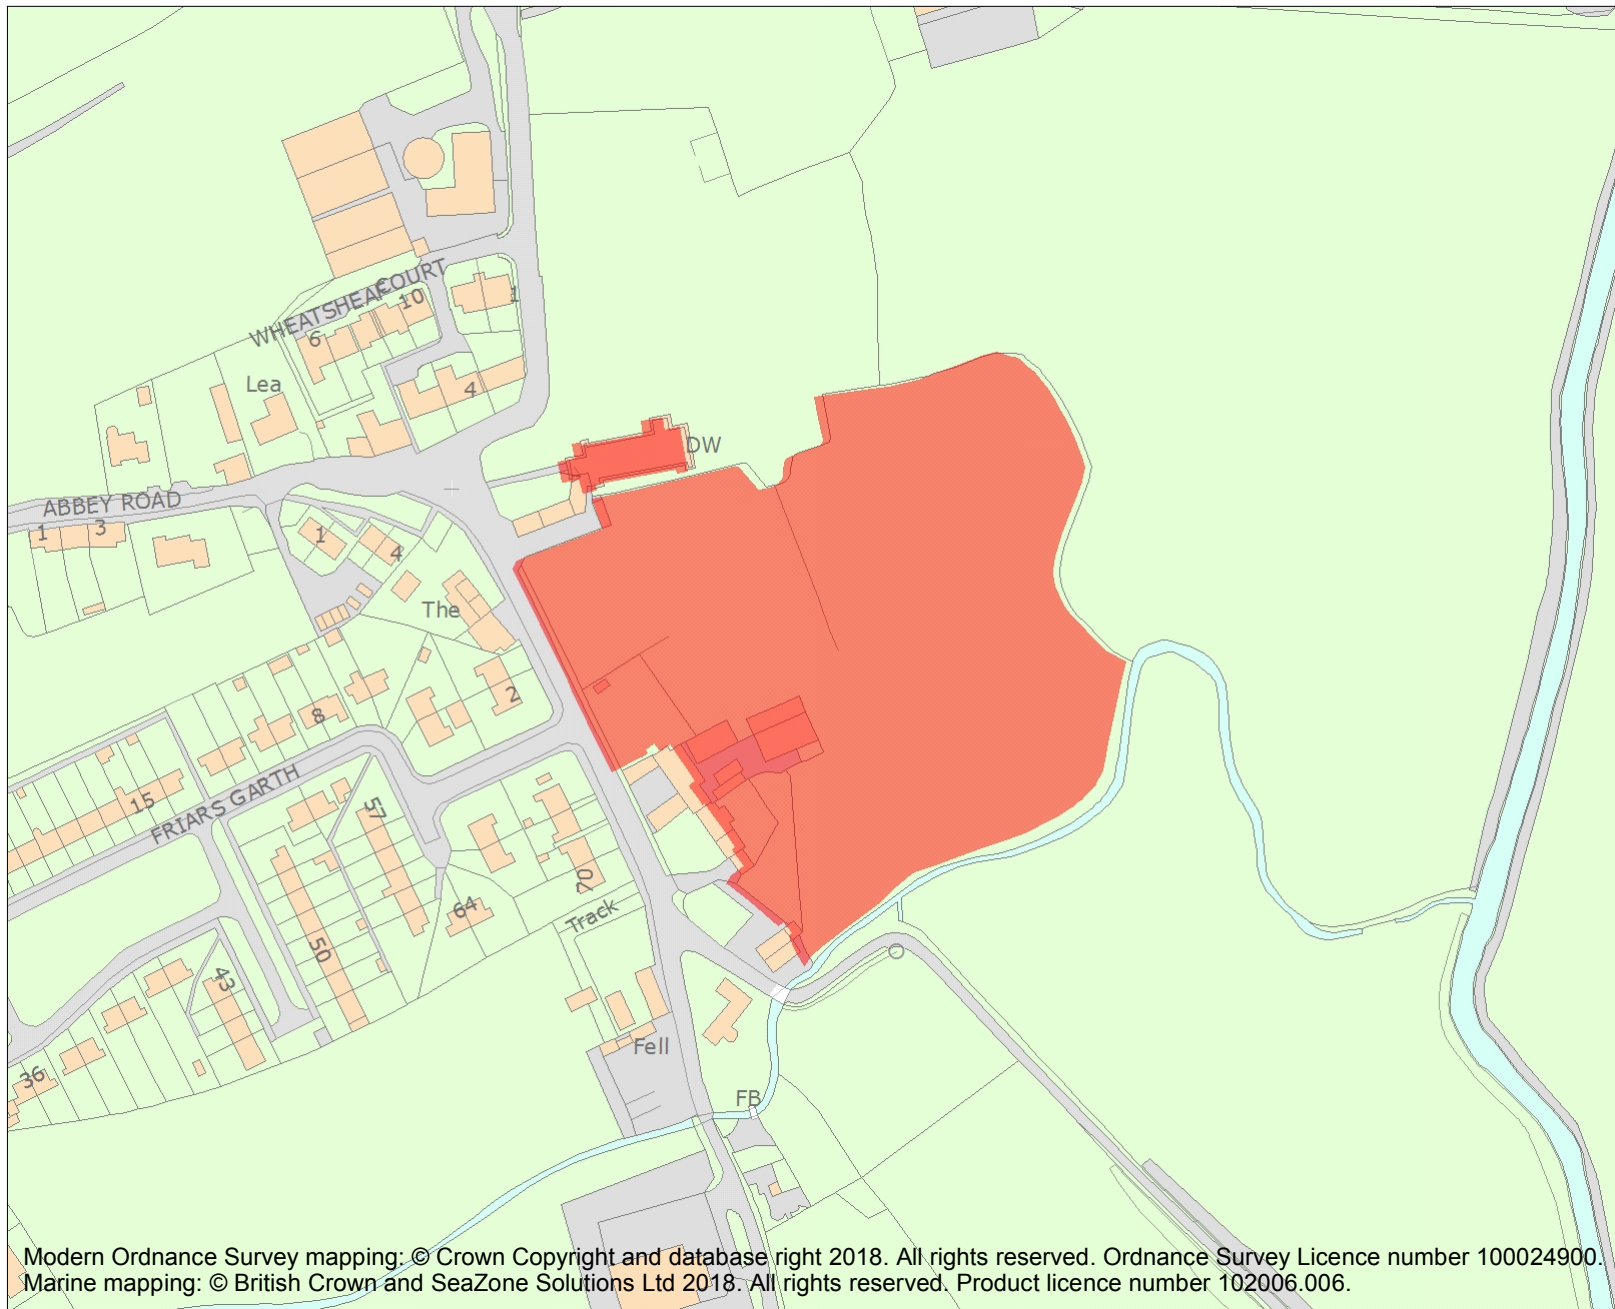 WHEATSHEAF COURT
10
1
6
Lea
4
DW
ABBEY ROAD
1
3
1
4
The
2
8
FRIARS GARTH
15
57
70
64
Track
50
43
Fell
36
FB
Modern Ordnance Survey mapping: © Crown Copyright and database right 2018. All rights reserved. Ordnance Survey Licence number 100024900.
Marine mapping: © British Crown and SeaZone Solutions Ltd 2018. All rights reserved. Product licence number 102006.006.